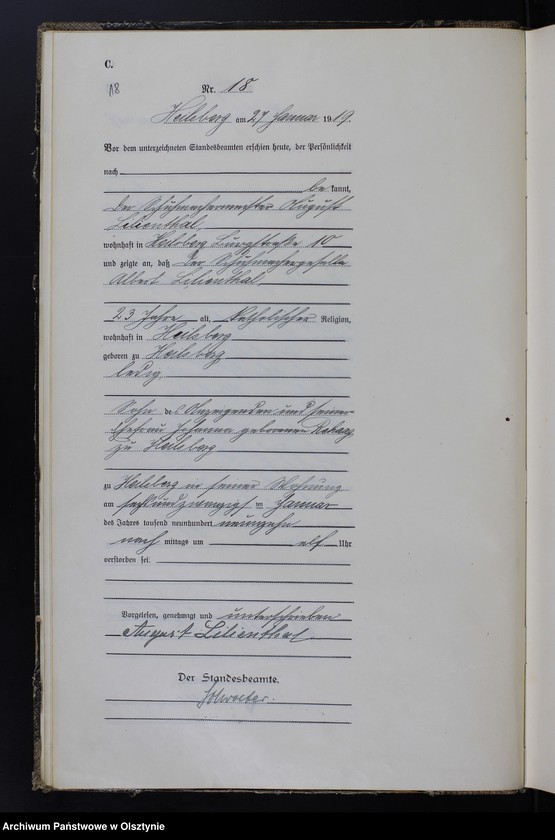 C.
18
Nr. 18
Heilsberg am 27 Januar 1919.
Vor dem unterzeichneten Standesbeamten erschien heute, der Persönlichkeit
nach
be kannt,
der Schuhmachermeister August
Lilienthal,
wohnhaft in Heilsberg Burgstraße 10
und zeigte an, daß der Schuhmachergeselle
Albert Lilienthal,
23 Jahre alt, katholischer Religion,
wohnhaft in Heilsberg
geboren zu Heilsberg
ledig,
Sohn des Anzeigenden und seiner
Ehefrau Johanna geborenen
zu Heilsberg
zu Heilsberg in seiner Wohnung
am sechsundzwanzigsten Januar
des Jahres tausend neunhundert neunzehn
nach mittags um elf Uhr
verstorben sei.
Vorgelesen, genehmigt und unterschrieben
August Lilienthal
Der Standesbeamte.
Archiwum Państwowe w Olsztynie